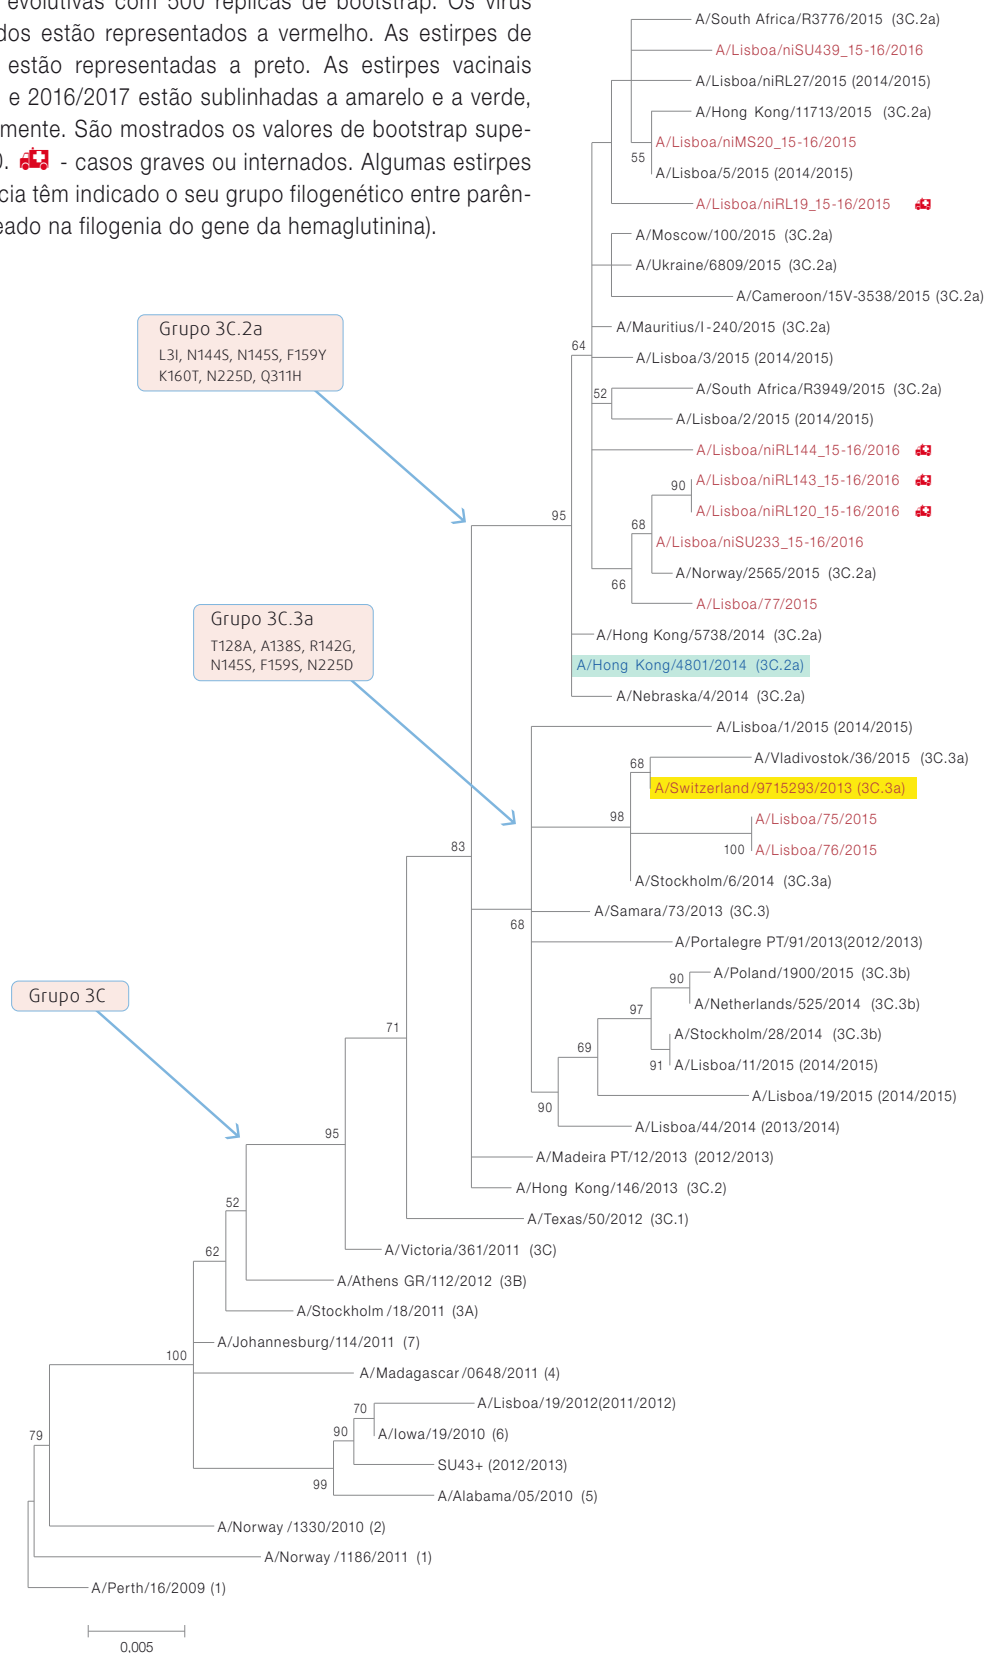 evolutivas com 500 réplicas de bootstrap. Os vírus
dos estão representados a vermelho. As estirpes de
estão representadas a preto. As estirpes vacinais
e 2016/2017 estão sublinhadas a amarelo e a verde,
mente. São mostrados os valores de bootstrap supe-
). - casos graves ou internados. Algumas estirpes
cia têm indicado o seu grupo filogenético entre parên-
eado na filogenia do gene da hemaglutinina).
A/South Africa/R3776/2015 (3C.2a)
A/Lisboa/niSU439_15-16/2016
A/Lisboa/niRL27/2015 (2014/2015)
A/Hong Kong/11713/2015 (3C.2a)
A/Lisboa/niMS20_15-16/2015
55
A/Lisboa/5/2015 (2014/2015)
A/Lisboa/niRL19_15-16/2015
A/Moscow/100/2015 (3C.2a)
A/Ukraine/6809/2015 (3C.2a)
A/Cameroon/15V-3538/2015 (3C.2a)
Grupo 3C.2a
L3I, N144S, N145S, F159Y
K160T, N225D, Q311H
A/Mauritius/I-240/2015 (3C.2a)
64
A/Lisboa/3/2015 (2014/2015)
A/South Africa/R3949/2015 (3C.2a)
52
A/Lisboa/2/2015 (2014/2015)
A/Lisboa/niRL144_15-16/2016
A/Lisboa/niRL143_15-16/2016
90
A/Lisboa/niRL120_15-16/2016
95
68
A/Lisboa/niSU233_15-16/2016
A/Norway/2565/2015 (3C.2a)
66
A/Lisboa/77/2015
Grupo 3C.3a
T128A, A138S, R142G,
N145S, F159S, N225D
A/Hong Kong/5738/2014 (3C.2a)
A/Hong Kong/4801/2014 (3C.2a)
A/Nebraska/4/2014 (3C.2a)
A/Lisboa/1/2015 (2014/2015)
A/Vladivostok/36/2015 (3C.3a)
68
A/Switzerland/9715293/2013 (3C.3a)
98
A/Lisboa/75/2015
100
A/Lisboa/76/2015
83
A/Stockholm/6/2014 (3C.3a)
A/Samara/73/2013 (3C.3)
68
A/Portalegre PT/91/2013(2012/2013)
A/Poland/1900/2015 (3C.3b)
90
A/Netherlands/525/2014 (3C.3b)
97
A/Stockholm/28/2014 (3C.3b)
91
A/Lisboa/11/2015 (2014/2015)
69
A/Lisboa/19/2015 (2014/2015)
90
A/Lisboa/44/2014 (2013/2014)
Grupo 3C
71
A/Madeira PT/12/2013 (2012/2013)
A/Hong Kong/146/2013 (3C.2)
A/Texas/50/2012 (3C.1)
95
A/Victoria/361/2011 (3C)
52
A/Athens GR/112/2012 (3B)
62
A/Stockholm/18/2011 (3A)
A/Johannesburg/114/2011 (7)
100
A/Madagascar/0648/2011 (4)
A/Lisboa/19/2012(2011/2012)
70
A/Iowa/19/2010 (6)
90
SU43+ (2012/2013)
99
A/Alabama/05/2010 (5)
79
A/Norway/1330/2010 (2)
A/Norway/1186/2011 (1)
A/Perth/16/2009 (1)
0,005